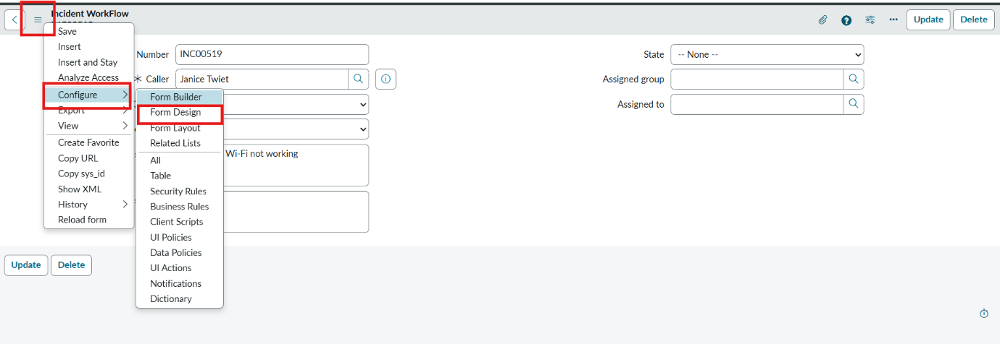 Incident WorkFlow
Update
Delete
Save
Insert
Insert and Stay
Analyze Access
Configure
Export
View
Create Favorite
Copy URL
Copy sys_id
Show XML
History
Reload form
Form Builder
Form Design
Form Layout
Related Lists
All
Table
Security Rules
Business Rules
Client Scripts
UI Policies
Data Policies
UI Actions
Notifications
Dictionary
Number INC00519
Caller Janice Twiet
Wi-Fi not working
State -- None --
Assigned group
Assigned to
Update
Delete